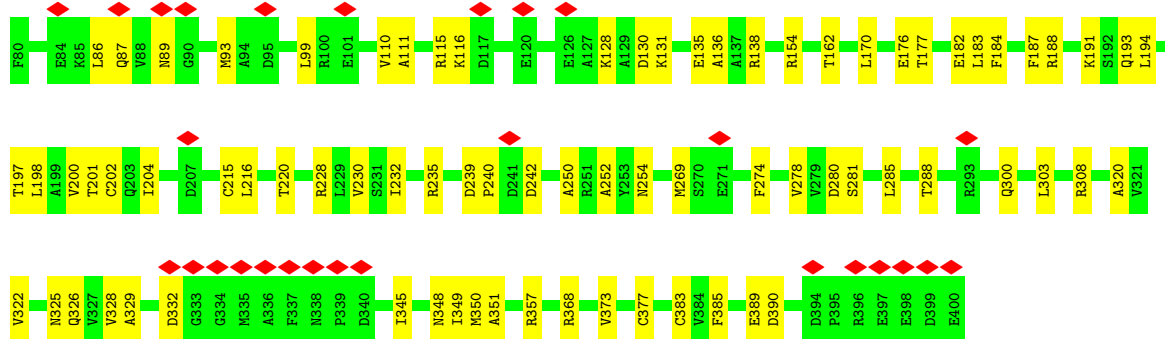 F80 E84 K85 L86 Q87 V88 N89 G90 M93 A94 D95 L99 R100 E101 V110 A111 R115 K116 D117 E120 E126 A127 K128 A129 D130 K131 E135 A136 A137 R138 R154 T162 L170 E176 T177 E182 L183 F184 F187 R188 K191 S192 Q193 L194
T197 L198 A199 V200 T201 C202 Q203 I204 D207 C215 L216 T220 R228 L229 V230 S231 I232 R235 D239 P240 D241 D242 A250 R251 A252 Y253 N254 M269 S270 E271 F274 V278 V279 D280 S281 L285 T288 R293 Q300 L303 R308 A320 V321
V322 N325 Q326 V327 V328 A329 D332 G333 G334 M335 A336 F337 N338 P339 D340 I345 N348 I349 M350 A351 R357 R368 V373 C377 C383 V384 F385 E389 D390 D394 P395 R396 E397 E398 D399 E400